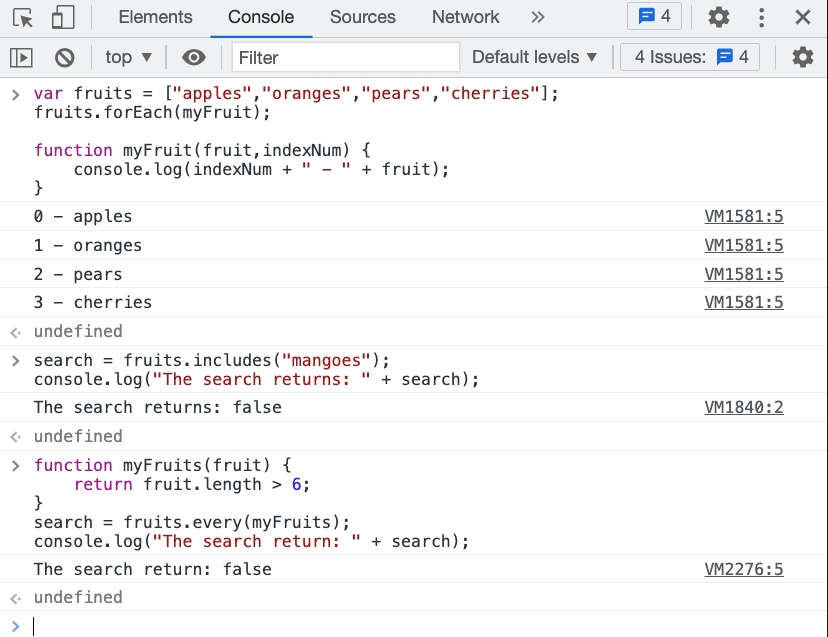 Elements Console Sources Network » 4
top ▼ Filter Default levels ▼ 4 Issues: 4
> var fruits = ["apples","oranges","pears","cherries"];
fruits.forEach(myFruit);
function myFruit(fruit,indexNum) {
    console.log(indexNum + " – " + fruit);
}
0 – apples VM1581:5
1 – oranges VM1581:5
2 – pears VM1581:5
3 – cherries VM1581:5
undefined
> search = fruits.includes("mangoes");
console.log("The search returns: " + search);
The search returns: false VM1840:2
undefined
> function myFruits(fruit) {
    return fruit.length > 6;
}
search = fruits.every(myFruits);
console.log("The search return: " + search);
The search return: false VM2276:5
undefined
>